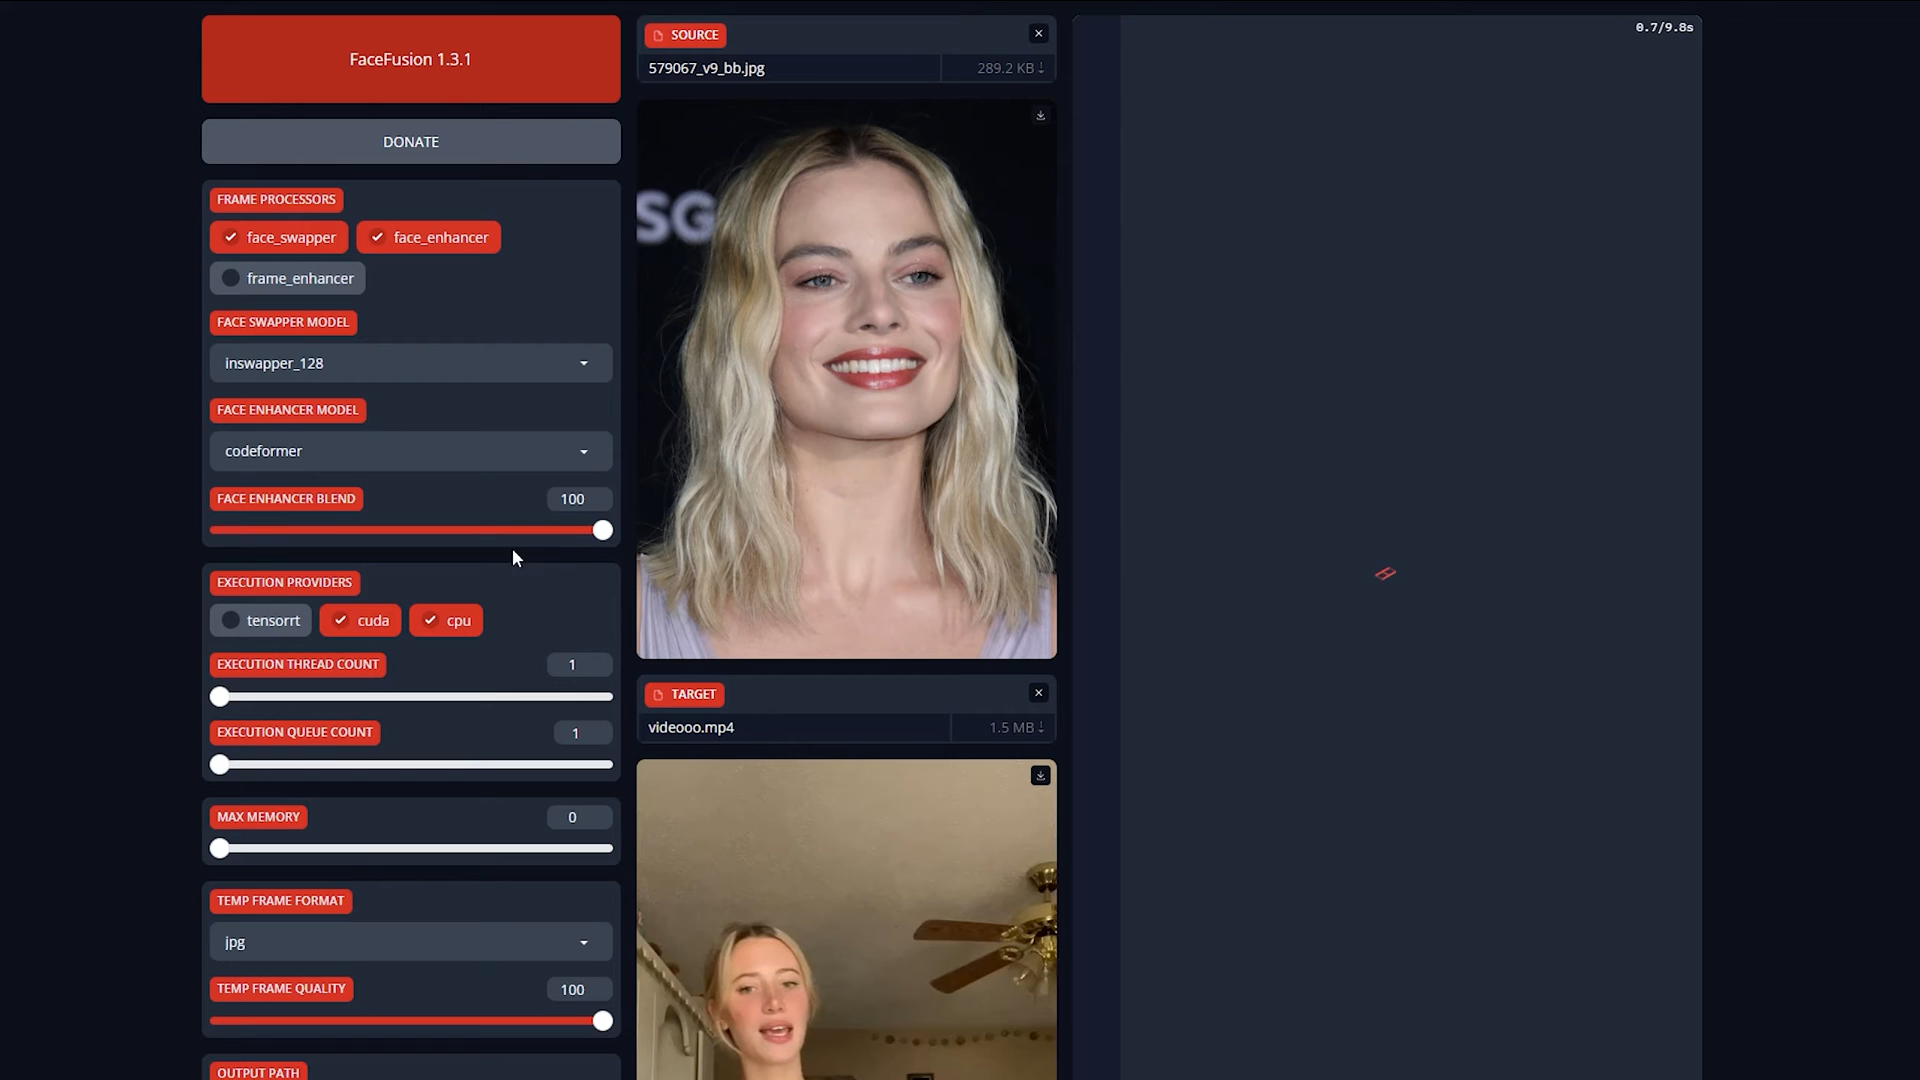 FaceFusion 1.3.1
DONATE
FRAME PROCESSORS
face_swapper face_enhancer
frame_enhancer
FACE SWAPPER MODEL
inswapper_128
FACE ENHANCER MODEL
codeformer
FACE ENHANCER BLEND 100
EXECUTION PROVIDERS
tensorrt cuda cpu
EXECUTION THREAD COUNT 1
EXECUTION QUEUE COUNT 1
MAX MEMORY 0
TEMP FRAME FORMAT
jpg
TEMP FRAME QUALITY 100
OUTPUT PATH
SOURCE
579067_v9_bb.jpg 289.2 KB ↓
SG
TARGET
videooo.mp4 1.5 MB ↓
0.7/9.8s